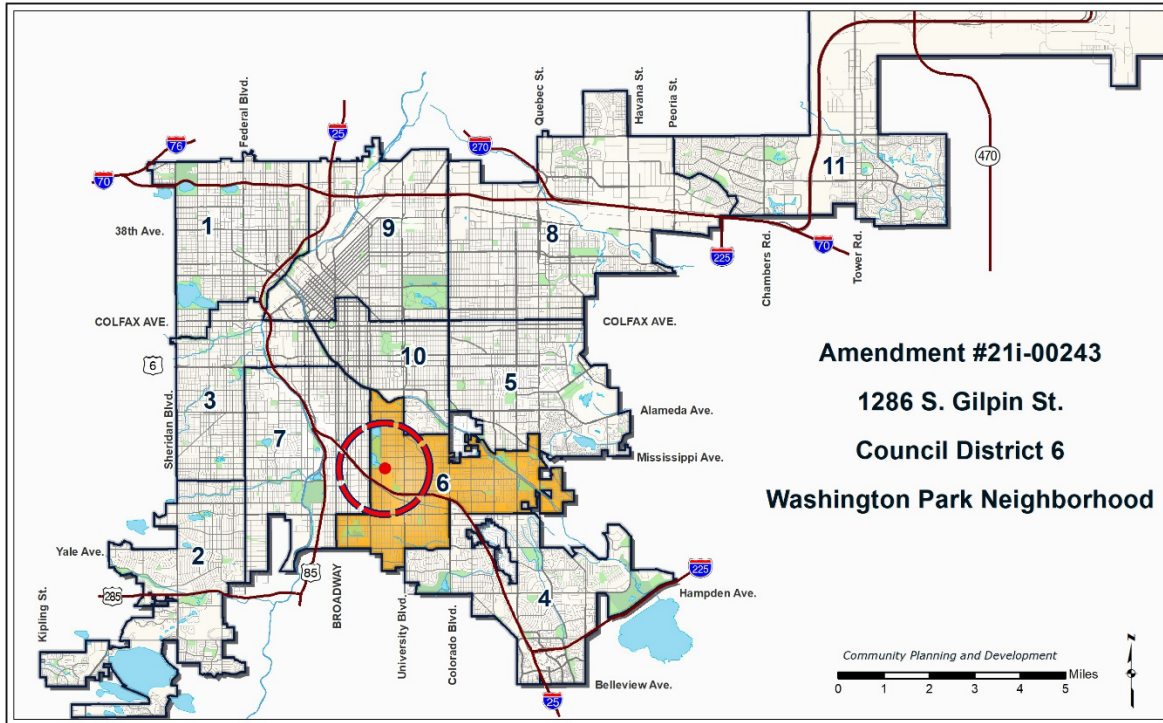 Federal Blvd.
Quebec St.
Havana St.
Peoria St.
76
25
270
470
70
11
1
9
8
38th Ave.
225
70
Chambers Rd.
Tower Rd.
COLFAX AVE.
COLFAX AVE.
6
10
5
3
Sheridan Blvd.
7
Alameda Ave.
Mississippi Ave.
6
Amendment #21i-00243
1286 S. Gilpin St.
Council District 6
Washington Park Neighborhood
Yale Ave.
2
85
285
BROADWAY
University Blvd.
Colorado Blvd.
4
225
Hampden Ave.
Kipling St.
25
Belleview Ave.
Community Planning and Development
Miles
0 1 2 3 4 5
N